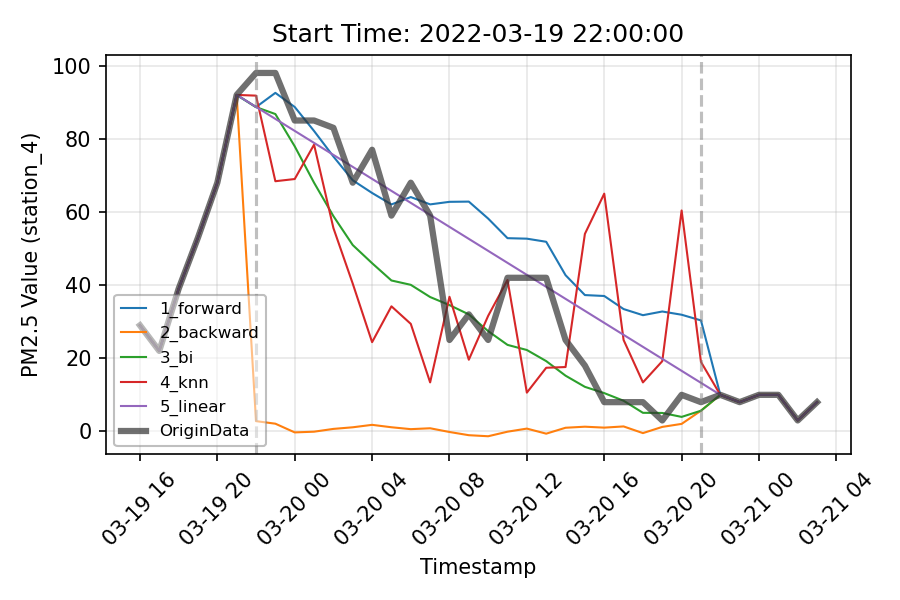 Start Time: 2022-03-19 22:00:00
PM2.5 Value (station_4)
100
80
60
40
20
0
1_forward
2_backward
3_bi
4_knn
5_linear
OriginData
03-19 16
03-19 20
03-20 00
03-20 04
03-20 08
03-20 12
03-20 16
03-20 20
03-21 00
03-21 04
Timestamp